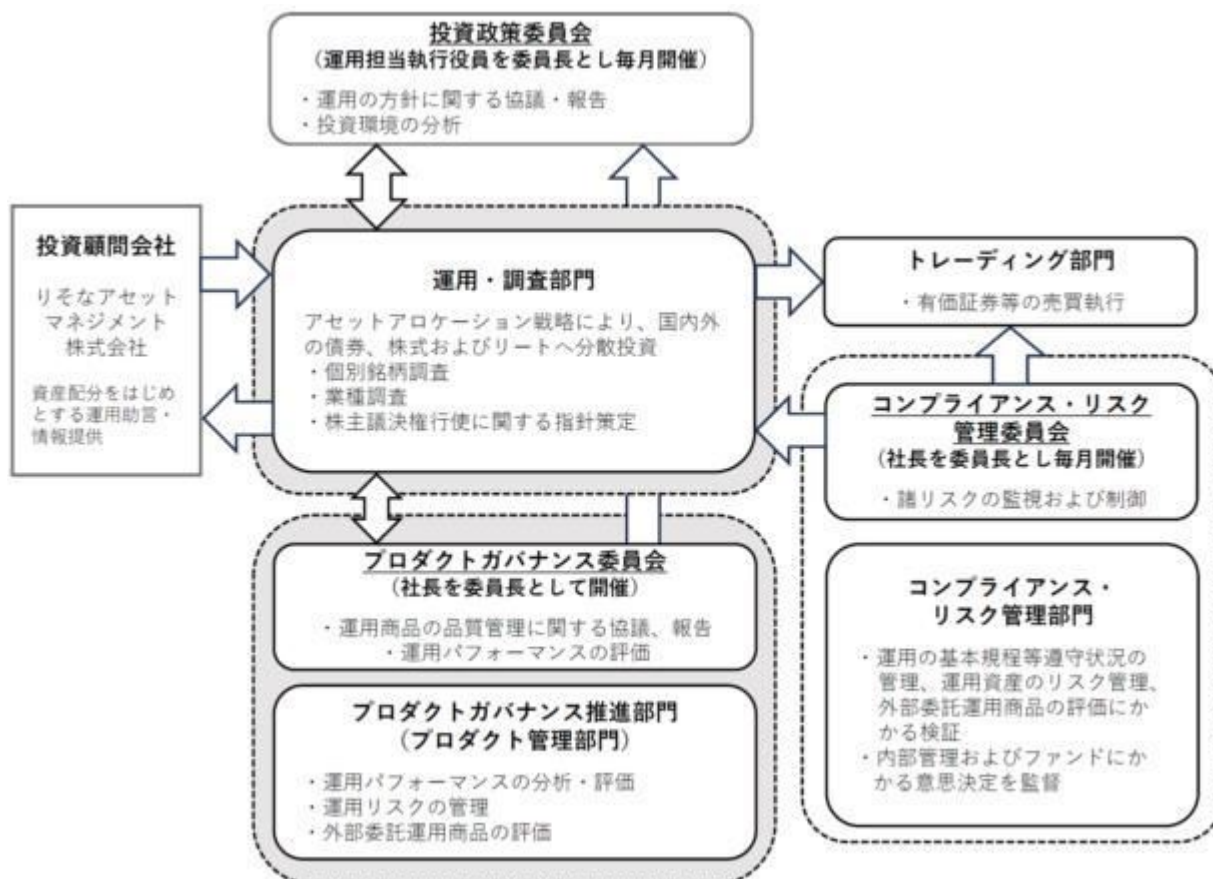 投資政策委員会
（運用担当執行役員を委員長とし毎月開催）
・運用の方針に関する協議・報告
・投資環境の分析
投資顧問会社
りそなアセット
マネジメント
株式会社
資産配分をはじめ
とする運用助言・
情報提供
運用・調査部門
アセットアロケーション戦略により、国内外
の債券、株式およびリートへ分散投資
・個別銘柄調査
・業種調査
・株主議決権行使に関する指針策定
トレーディング部門
・有価証券等の売買執行
コンプライアンス・リスク
管理委員会
（社長を委員長とし毎月開催）
・諸リスクの監視および制御
プロダクトガバナンス委員会
（社長を委員長として開催）
・運用商品の品質管理に関する協議、報告
・運用パフォーマンスの評価
プロダクトガバナンス推進部門
（プロダクト管理部門）
・運用パフォーマンスの分析・評価
・運用リスクの管理
・外部委託運用商品の評価
コンプライアンス・
リスク管理部門
・運用の基本規程等遵守状況の
管理、運用資産のリスク管理、
外部委託運用商品の評価にか
かる検証
・内部管理およびファンドにか
かる意思決定を監督